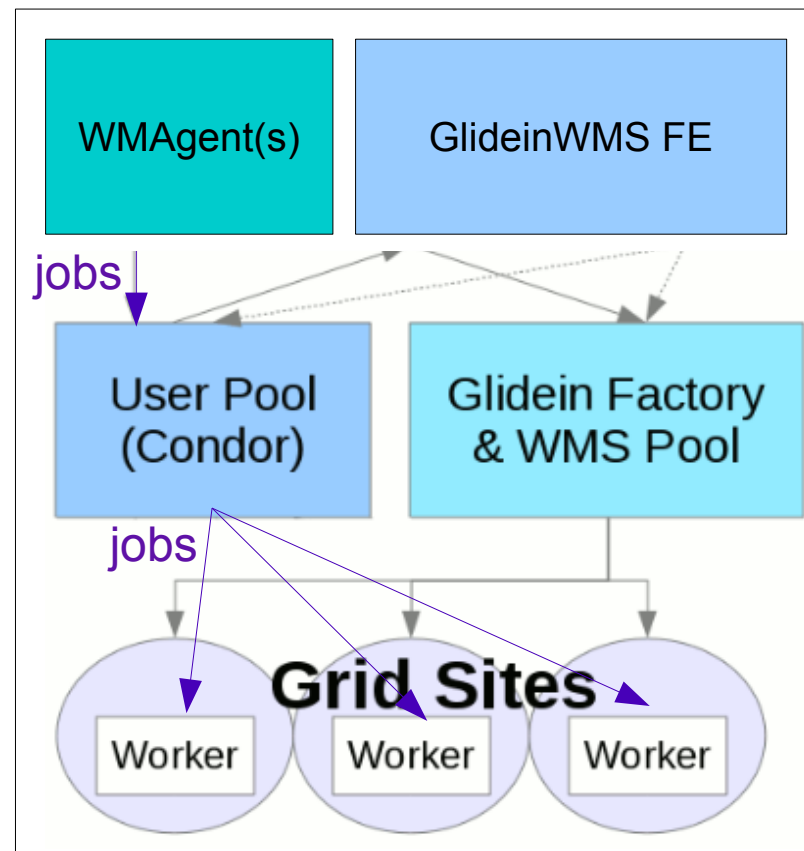 WMAgent(s)
GlideinWMS FE
jobs
User Pool
(Condor)
Glidein Factory
& WMS Pool
jobs
Grid Sites
Worker
Worker
Worker